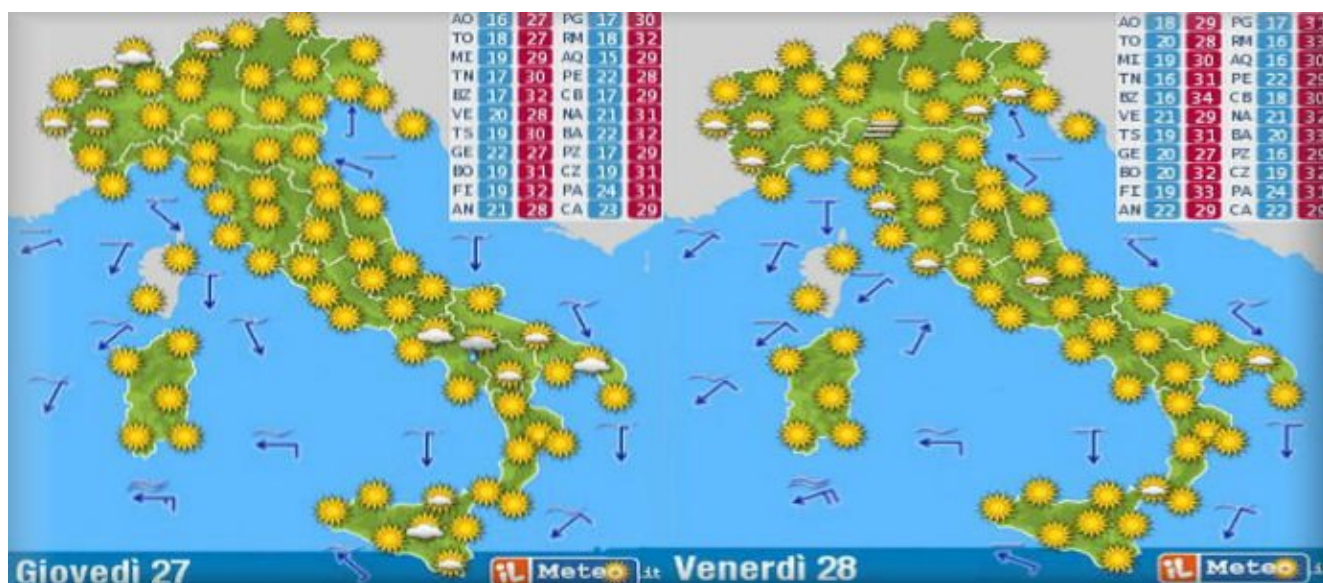 AO 16 27 PG 17 30
TO 18 27 RM 18 32
MI 19 29 AQ 15 29
TN 17 30 PE 22 28
BZ 17 32 CB 17 29
VE 20 28 NA 21 31
TS 19 30 BA 22 32
GE 22 27 PZ 17 29
BO 19 31 CZ 19 31
FI 19 32 PA 24 31
AN 21 28 CA 23 29
Giovedì 27
iL Meteo.it
AO 18 29 PG 17
TO 20 28 RM 16 33
MI 19 30 AQ 16 30
TN 16 31 PE 22 29
BZ 16 34 CB 18 30
VE 21 29 NA 21 32
TS 19 31 BA 20 33
GE 20 27 PZ 16 29
BO 20 32 CZ 19 32
FI 19 33 PA 24 31
AN 22 29 CA 22 29
Venerdì 28
iL Meteo.it